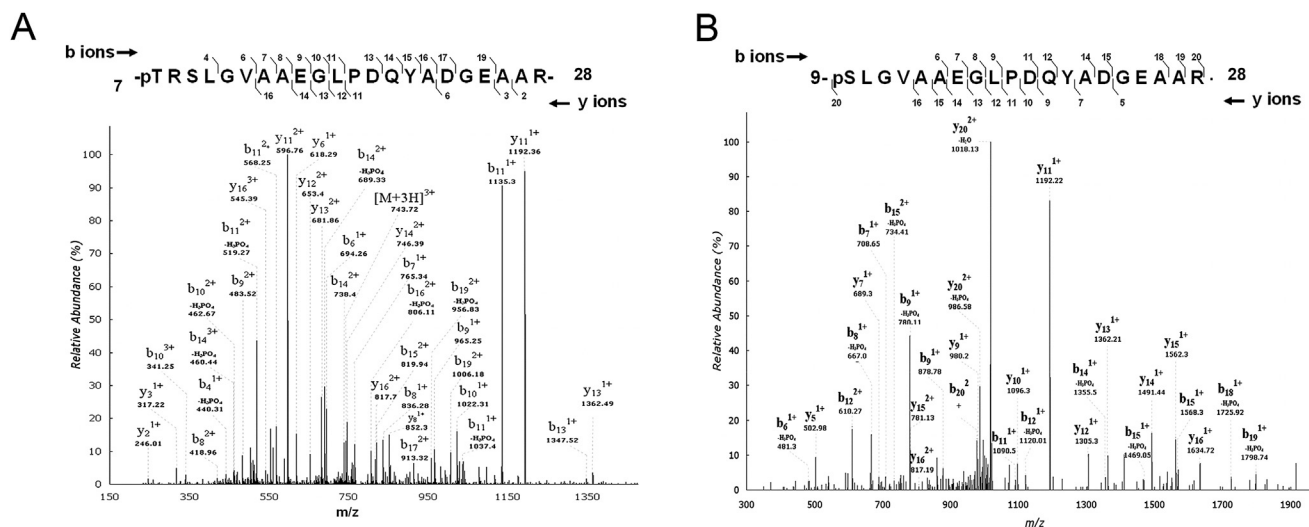 A
b ions
4 6 7 8 9 10 11 13 14 15 16 17 19
7 -pTRSLGVAAEGLPDQYADGEAAR- 28
16 14 13 12 11 6 3 2
y ions
Relative Abundance (%)
100
90
80
70
60
50
40
30
20
10
0
y11 2+
596.76
y6 1+
618.29
b11 2+
568.25
y16 3+
545.39
y12 2+
653.4
b14 2+
-H3PO4
689.33
y13 2+
681.86
[M+3H]3+
743.72
b11 2+
-H3PO4
519.27
b6 1+
694.26
y14 2+
746.39
b9 2+
483.52
b14 2+
738.4
b7 1+
765.34
b10 2+
-H3PO4
462.67
b16 2+
-H3PO4
806.11
b19 2+
-H3PO4
956.83
b14 3+
-H3PO4
460.44
b10 3+
341.25
b15 2+
819.94
b9 1+
965.25
b4 1+
-H3PO4
440.31
b19 2+
1006.18
y3 1+
317.22
y16 2+
817.7
b8 1+
836.28
b10 1+
1022.31
y2 1+
246.01
b8 2+
418.96
y8 1+
852.3
b17 2+
913.32
b11 1+
-H3PO4
1037.4
b11 1+
1135.3
y11 1+
1192.36
b13 1+
1347.52
y13 1+
1362.49
150 350 550 750 950 1150 1350
m/z
B
b ions
6 7 8 9 11 12 14 15 18 19 20
9- pSLGVAAEGLPDQYADGEAAR. 28
20 16 15 14 13 12 11 10 9 7 5
y ions
Relative Abundance (%)
100
90
80
70
60
50
40
30
20
10
0
y20 2+
-H2O
1018.13
y11 1+
1192.22
b15 2+
-H3PO4
734.41
b7 1+
708.65
y7 1+
689.3
b9 1+
-H3PO4
780.11
y20 2+
-H3PO4
986.58
b8 1+
-H3PO4
667.0
b9 1+
878.78
y9 1+
980.2
b12 2+
610.27
b20 2
+
y10 1+
1096.3
y13 1+
1362.21
y15 1+
1562.3
b14 1+
-H3PO4
1355.5
y14 1+
1491.44
b6 1+
-H3PO4
481.3
y5 1+
502.98
y15 2+
781.13
b12 1+
-H3PO4
1120.01
y12 1+
1305.3
b15 1+
-H3PO4
1568.3
b18 1+
-H3PO4
1725.92
y16 2+
817.19
b11 1+
1090.5
b15 1+
-H3PO4
1469.05
y16 1+
1634.72
b19 1+
-H3PO4
1798.74
300 500 700 900 1100 1300 1500 1700 1900
m/z